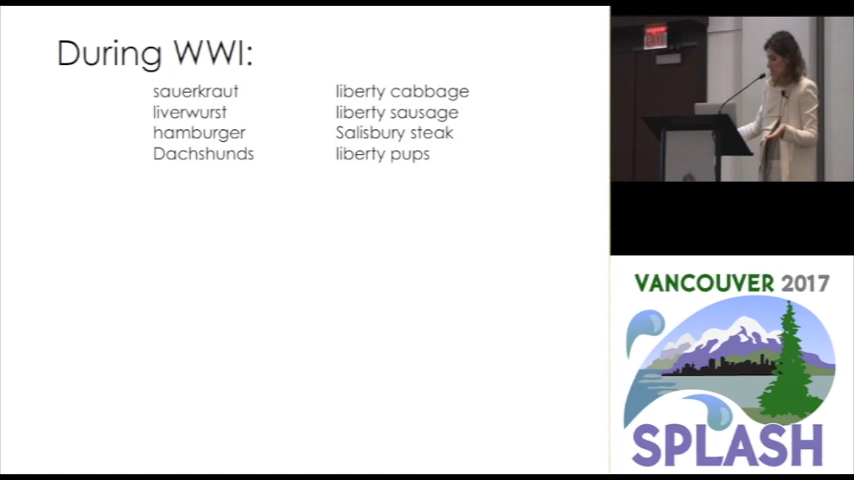 During WWI:
sauerkraut liberty cabbage
liverwurst liberty sausage
hamburger Salisbury steak
Dachshunds liberty pups
EXIT
VANCOUVER 2017
SPLASH